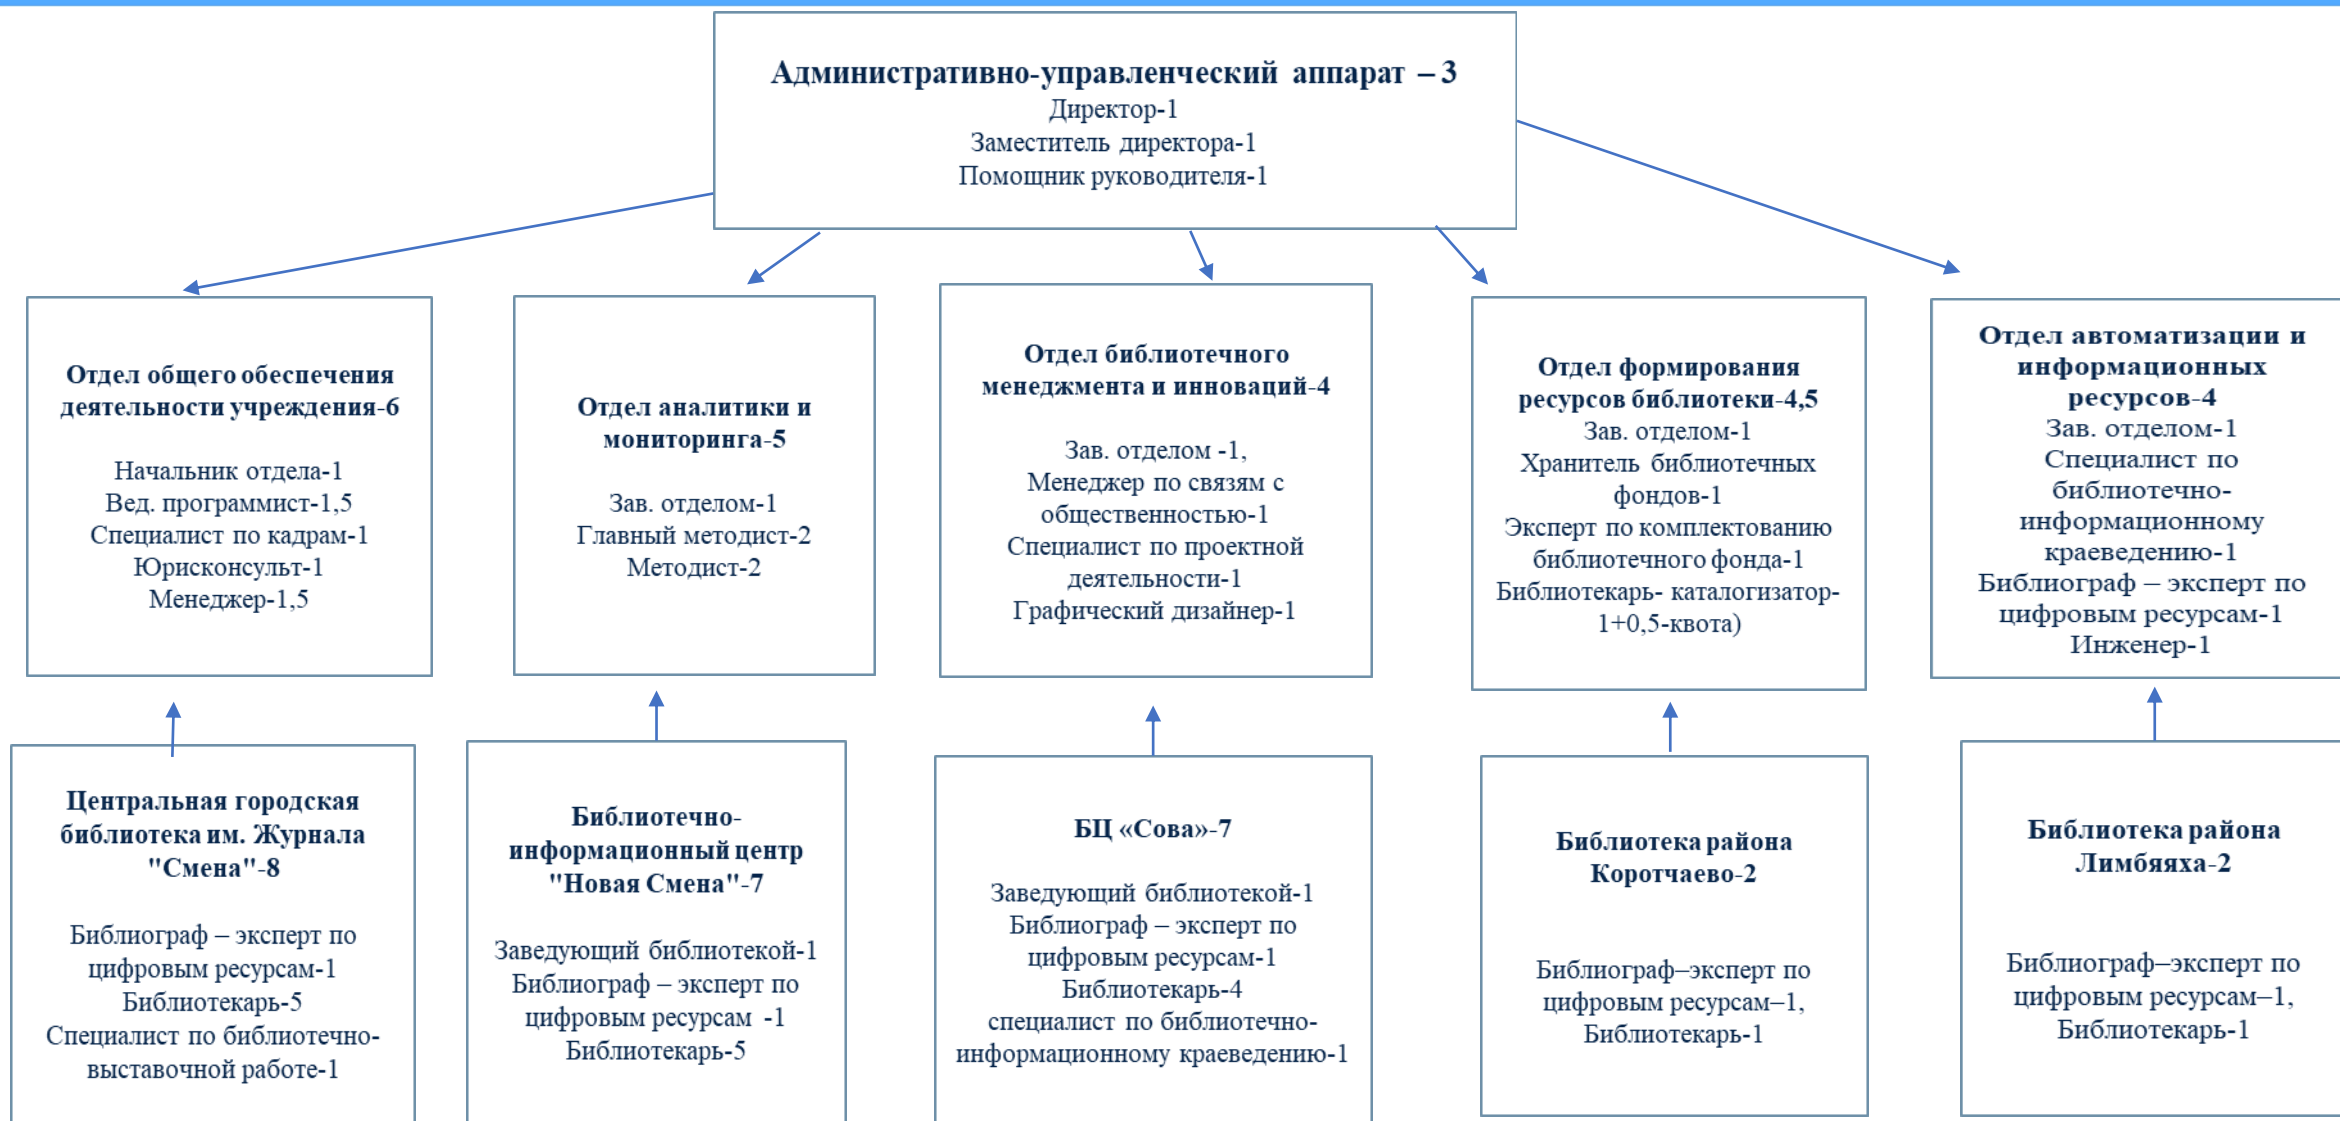 Административно-управленческий аппарат – 3
Директор-1
Заместитель директора-1
Помощник руководителя-1
Отдел общего обеспечения
деятельности учреждения-6
Начальник отдела-1
Вед. программист-1,5
Специалист по кадрам-1
Юрисконсульт-1
Менеджер-1,5
Отдел аналитики и
мониторинга-5
Зав. отделом-1
Главный методист-2
Методист-2
Отдел библиотечного
менеджмента и инноваций-4
Зав. отделом -1,
Менеджер по связям с
общественностью-1
Специалист по проектной
деятельности-1
Графический дизайнер-1
Отдел формирования
ресурсов библиотеки-4,5
Зав. отделом-1
Хранитель библиотечных
фондов-1
Эксперт по комплектованию
библиотечного фонда-1
Библиотекарь- каталогизатор-
1+0,5-квота)
Отдел автоматизации и
информационных
ресурсов-4
Зав. отделом-1
Специалист по
библиотечно-
информационному
краеведению-1
Библиограф – эксперт по
цифровым ресурсам-1
Инженер-1
Центральная городская
библиотека им. Журнала
"Смена"-8
Библиограф – эксперт по
цифровым ресурсам-1
Библиотекарь-5
Специалист по библиотечно-
выставочной работе-1
Библиотечно-
информационный центр
"Новая Смена"-7
Заведующий библиотекой-1
Библиограф – эксперт по
цифровым ресурсам -1
Библиотекарь-5
БЦ «Сова»-7
Заведующий библиотекой-1
Библиограф – эксперт по
цифровым ресурсам-1
Библиотекарь-4
специалист по библиотечно-
информационному краеведению-1
Библиотека района
Коротчаево-2
Библиограф–эксперт по
цифровым ресурсам–1,
Библиотекарь-1
Библиотека района
Лимбяяха-2
Библиограф–эксперт по
цифровым ресурсам–1,
Библиотекарь-1